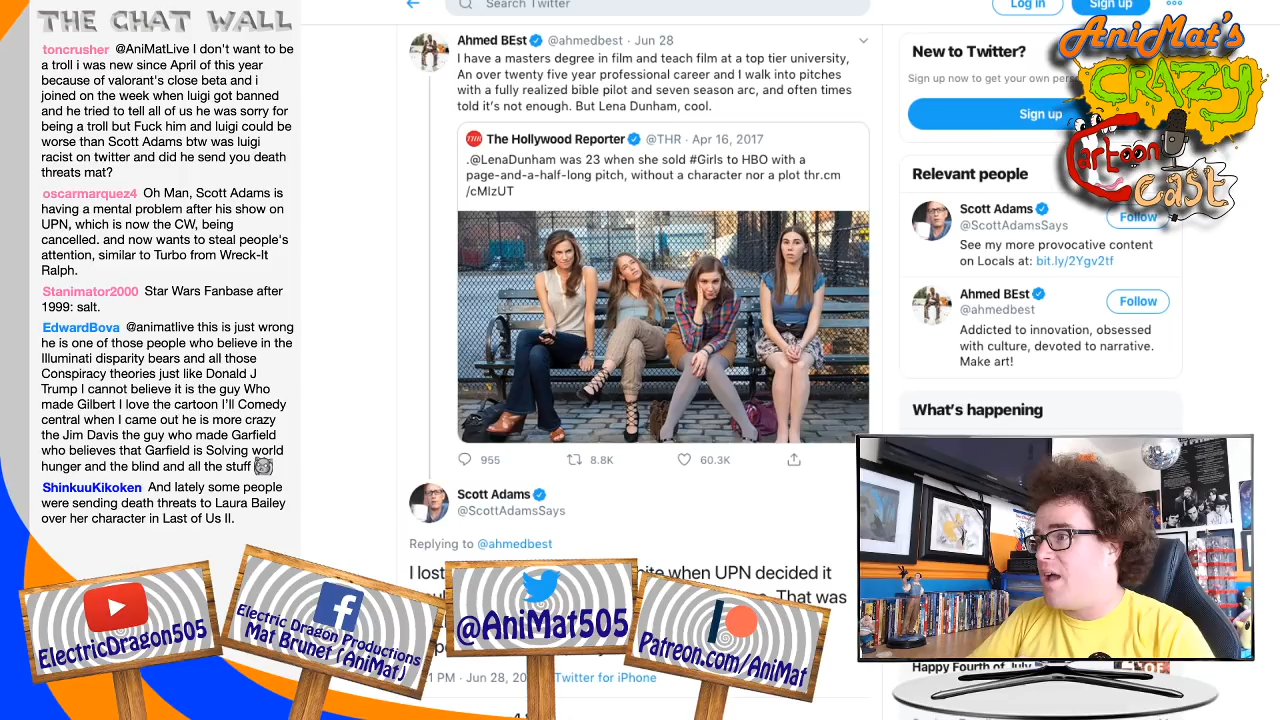 THE CHAT WALL
toncrusher @AniMatLive I don't want to be
a troll i was new since April of this year
because of valorant's close beta and i
joined on the week when luigi got banned
and he tried to tell all of us he was sorry for
being a troll but Fuck him and luigi could be
worse than Scott Adams btw was luigi
racist on twitter and did he send you death
threats mat?
oscarmarquez4 Oh Man, Scott Adams is
having a mental problem after his show on
UPN, which is now the CW, being
cancelled. and now wants to steal people's
attention, similar to Turbo from Wreck-It
Ralph.
Stanimator2000 Star Wars Fanbase after
1999: salt.
EdwardBova @animatlive this is just wrong
he is one of those people who believe in the
Illuminati disparity bears and all those
Conspiracy theories just like Donald J
Trump I cannot believe it is the guy Who
made Gilbert I love the cartoon I'll Comedy
central when I came out he is more crazy
the Jim Davis the guy who made Garfield
who believes that Garfield is Solving world
hunger and the blind and all the stuff
ShinkuuKikoken And lately some people
were sending death threats to Laura Bailey
over her character in Last of Us II.
Search Twitter
Log in
Sign up
Ahmed BEst @ahmedbest · Jun 28
I have a masters degree in film and teach film at a top tier university,
An over twenty five year professional career and I walk into pitches
with a fully realized bible pilot and seven season arc, and often times
told it's not enough. But Lena Dunham, cool.
THR The Hollywood Reporter @THR · Apr 16, 2017
.@LenaDunham was 23 when she sold #Girls to HBO with a
page-and-a-half-long pitch, without a character nor a plot thr.cm
/cMlzUT
955
8.8K
60.3K
Scott Adams
@ScottAdamsSays
Replying to @ahmedbest
I lost
when UPN decided it
That was
PM · Jun 28, 20
Twitter for iPhone
New to Twitter?
Sign up now to get your own
Sign up
Relevant people
Scott Adams
@ScottAdamsSays
Follow
See my more provocative content
on Locals at: bit.ly/2Ygv2tf
Ahmed BEst
@ahmedbest
Follow
Addicted to innovation, obsessed
with culture, devoted to narrative.
Make art!
What's happening
Happy Fourth of July
AniMat's
CRAZY
Cartoon
Cast
ElectricDragon505
Electric Dragon Productions
Mat Brunet (AniMat)
@AniMat505
Patreon.com/AniMat